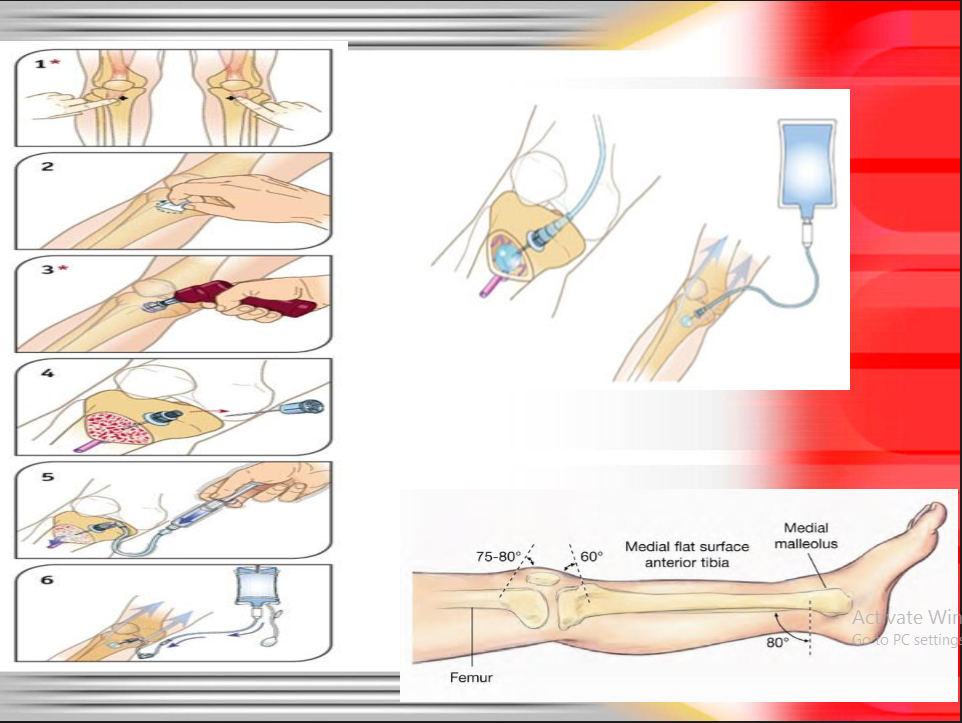 1*
2
3*
4
5
6
75-80°
60°
Medial flat surface
anterior tibia
Medial
malleolus
80°
Femur
Activate Win
Go to PC settings